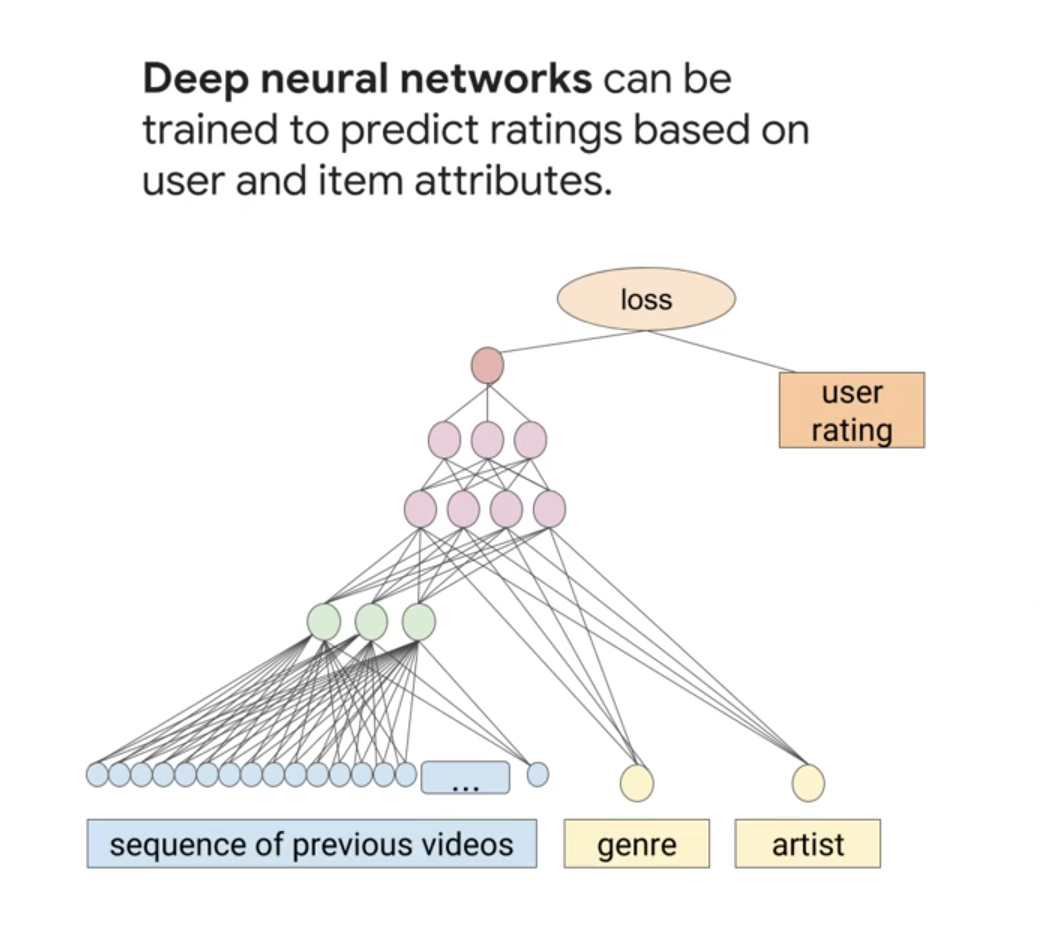 Deep neural networks can be
trained to predict ratings based on
user and item attributes.
loss
user
rating
...
sequence of previous videos
genre
artist